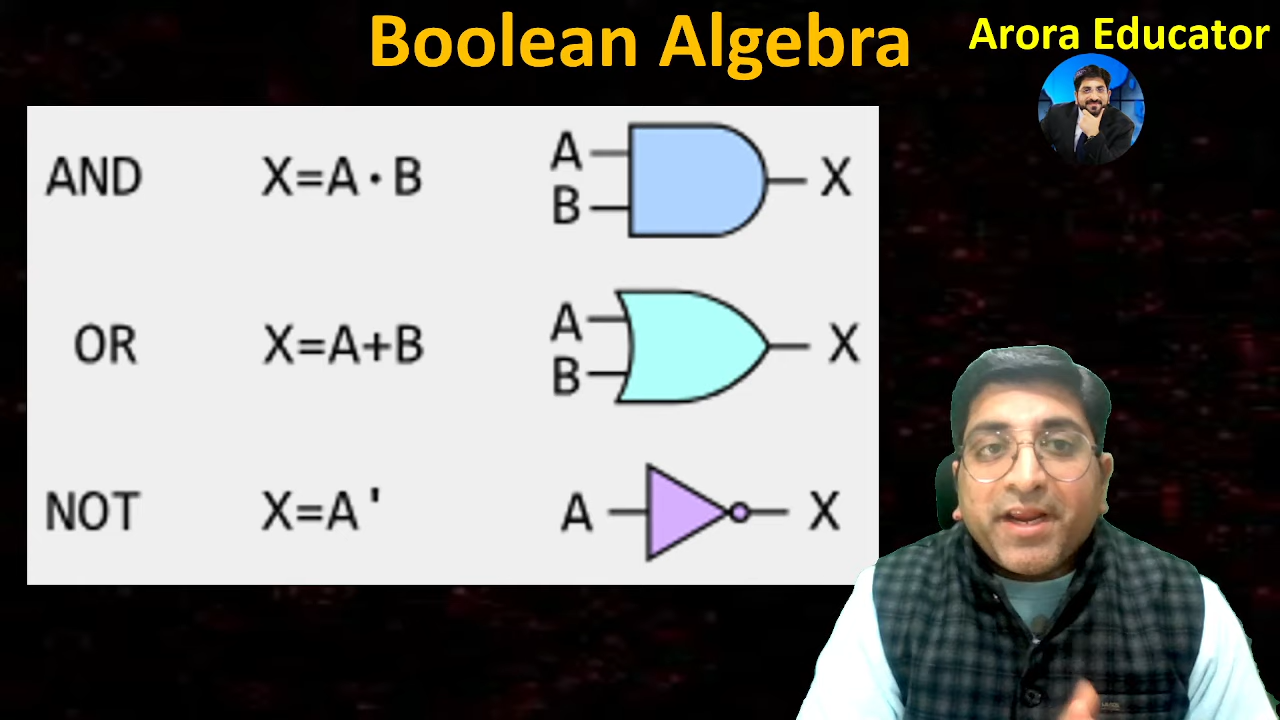 Boolean Algebra
Arora Educator
AND X=A·B A B X
OR X=A+B A B X
NOT X=A' A X